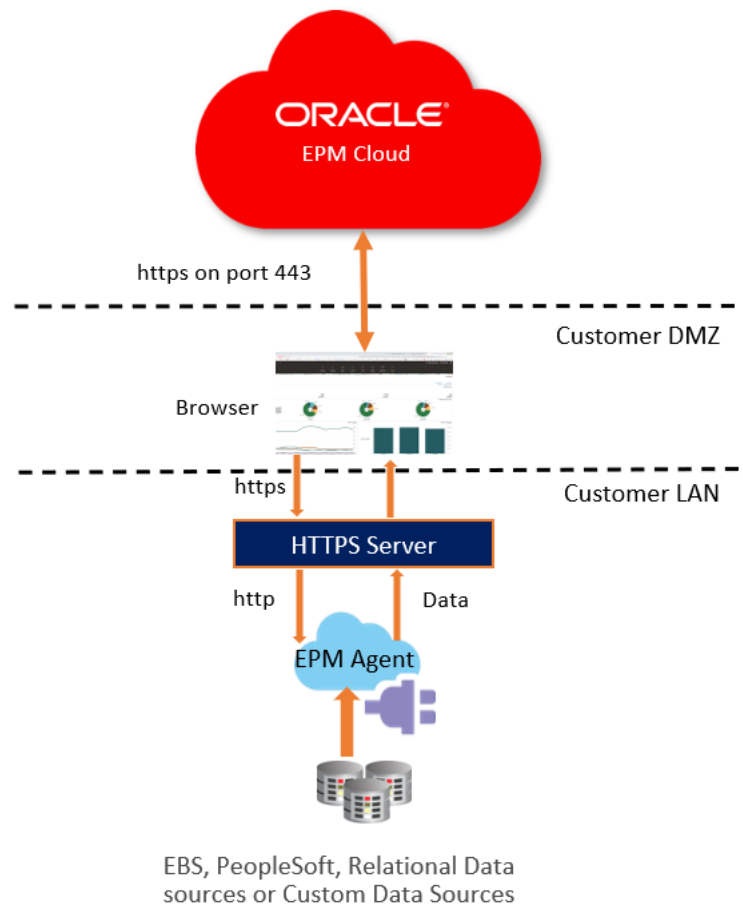 ORACLE®
EPM Cloud
https on port 443
Customer DMZ
Browser
https
Customer LAN
HTTPS Server
http
Data
EPM Agent
EBS, PeopleSoft, Relational Data
sources or Custom Data Sources